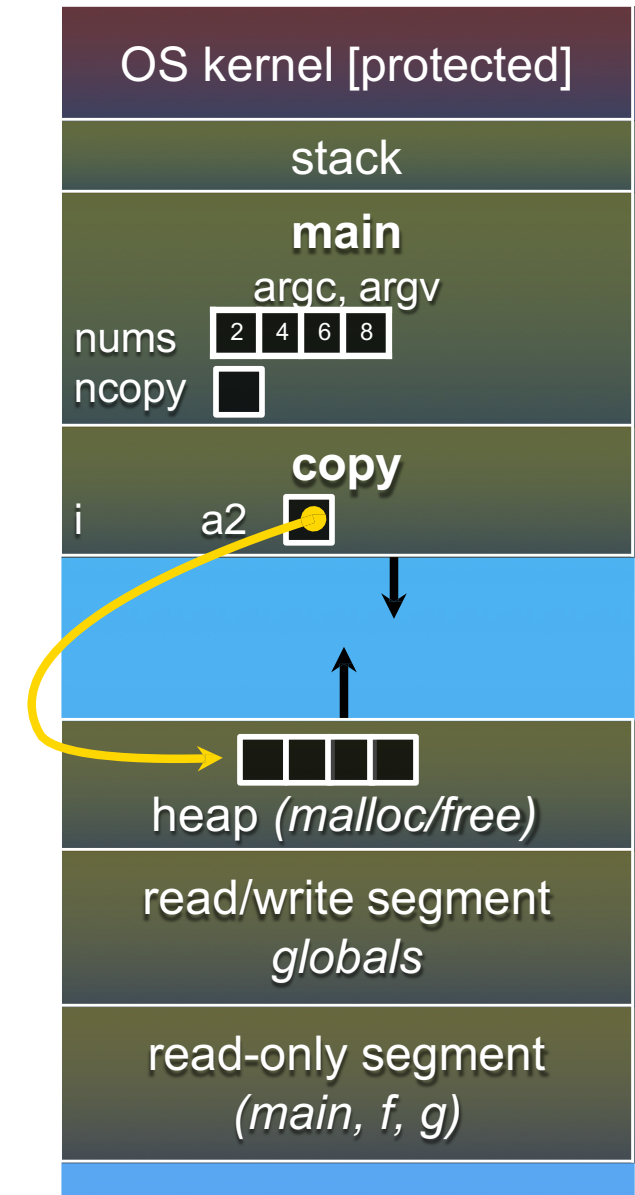 OS kernel [protected]
stack
main
argc, argv
nums 2 4 6 8
ncopy
copy
i a2
heap (malloc/free)
read/write segment
globals
read-only segment
(main, f, g)